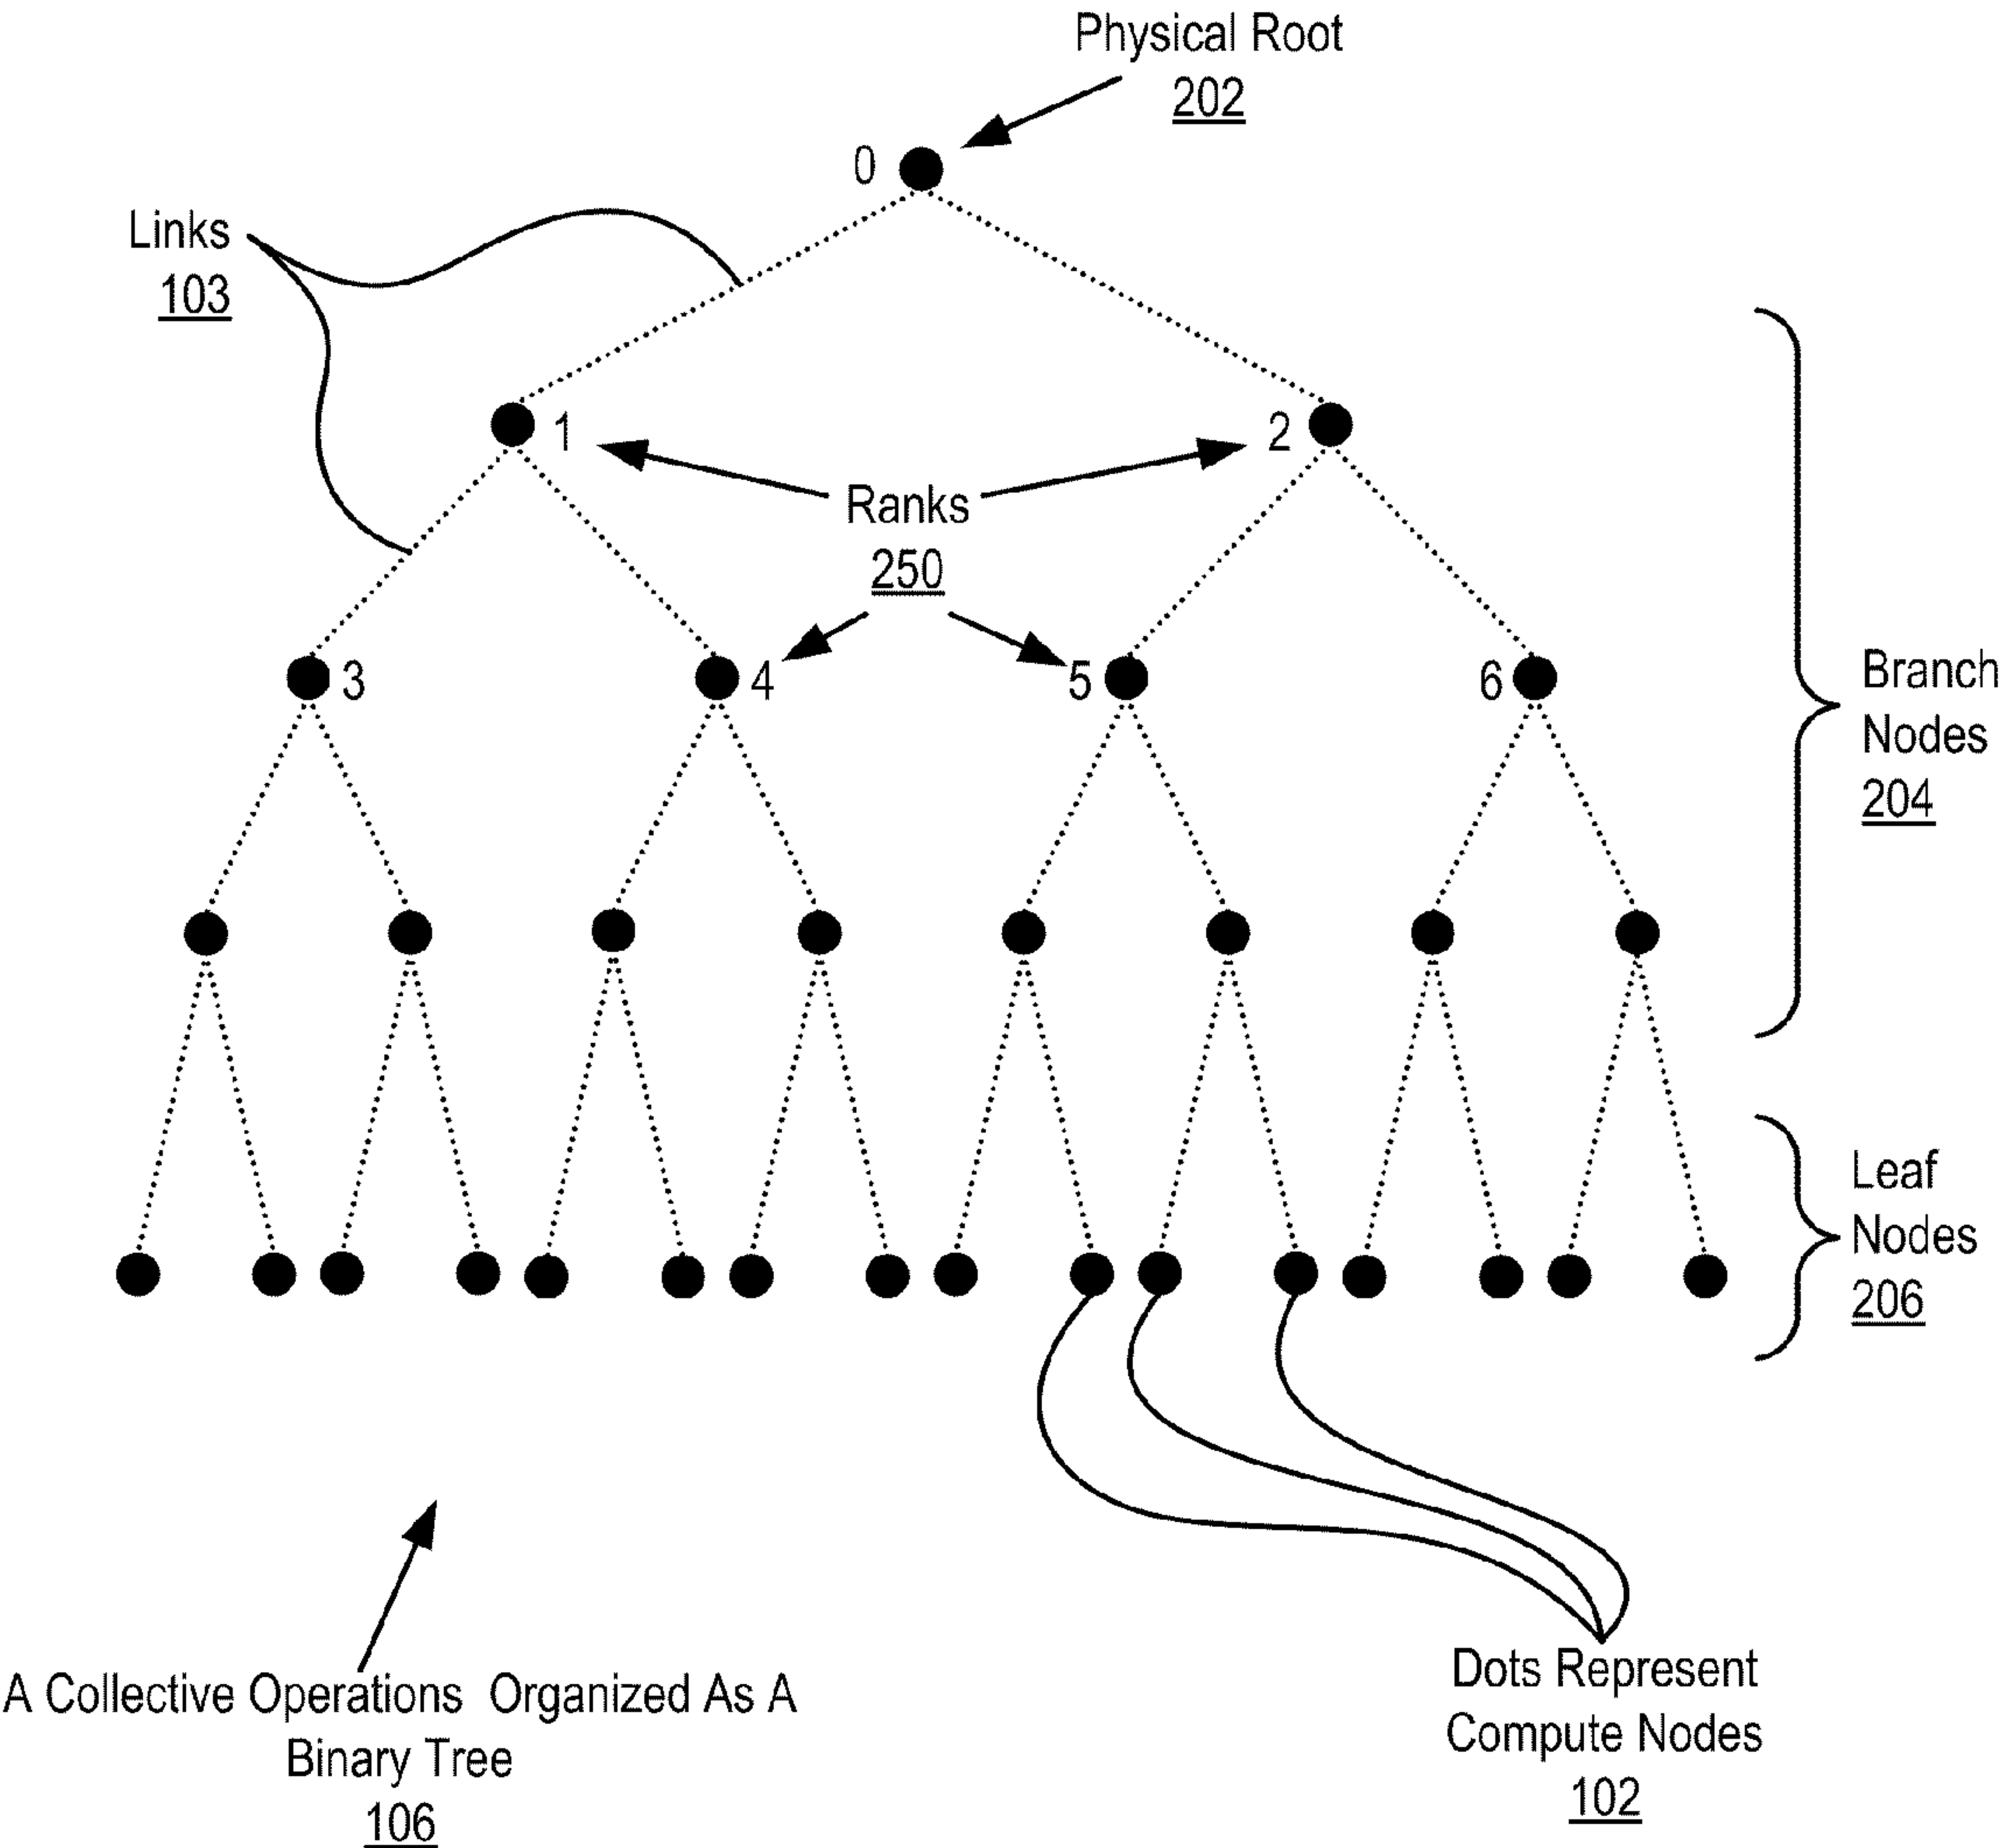 Physical Root
202
0
Links
103
1
2
Ranks
250
3
4
5
6
Branch
Nodes
204
Leaf
Nodes
206
A Collective Operations  Organized As A
Binary Tree
106
Dots Represent
Compute Nodes
102